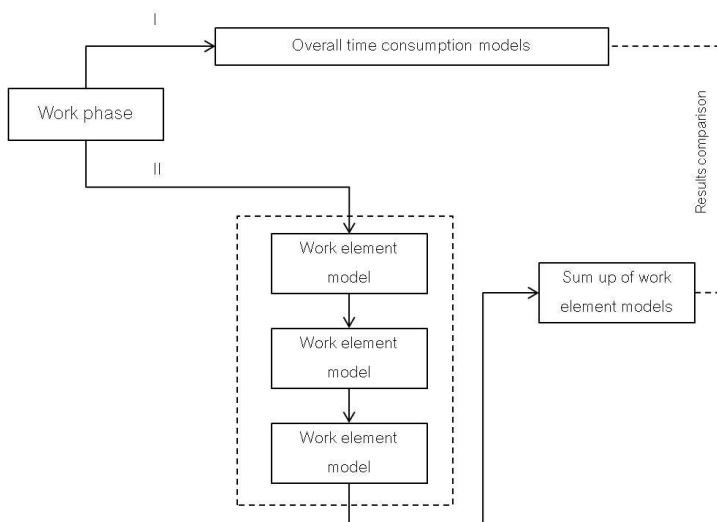 I
Overall time consumption models
Work phase
Results comparison
II
Work element
model
Sum up of work
element models
Work element
model
Work element
model